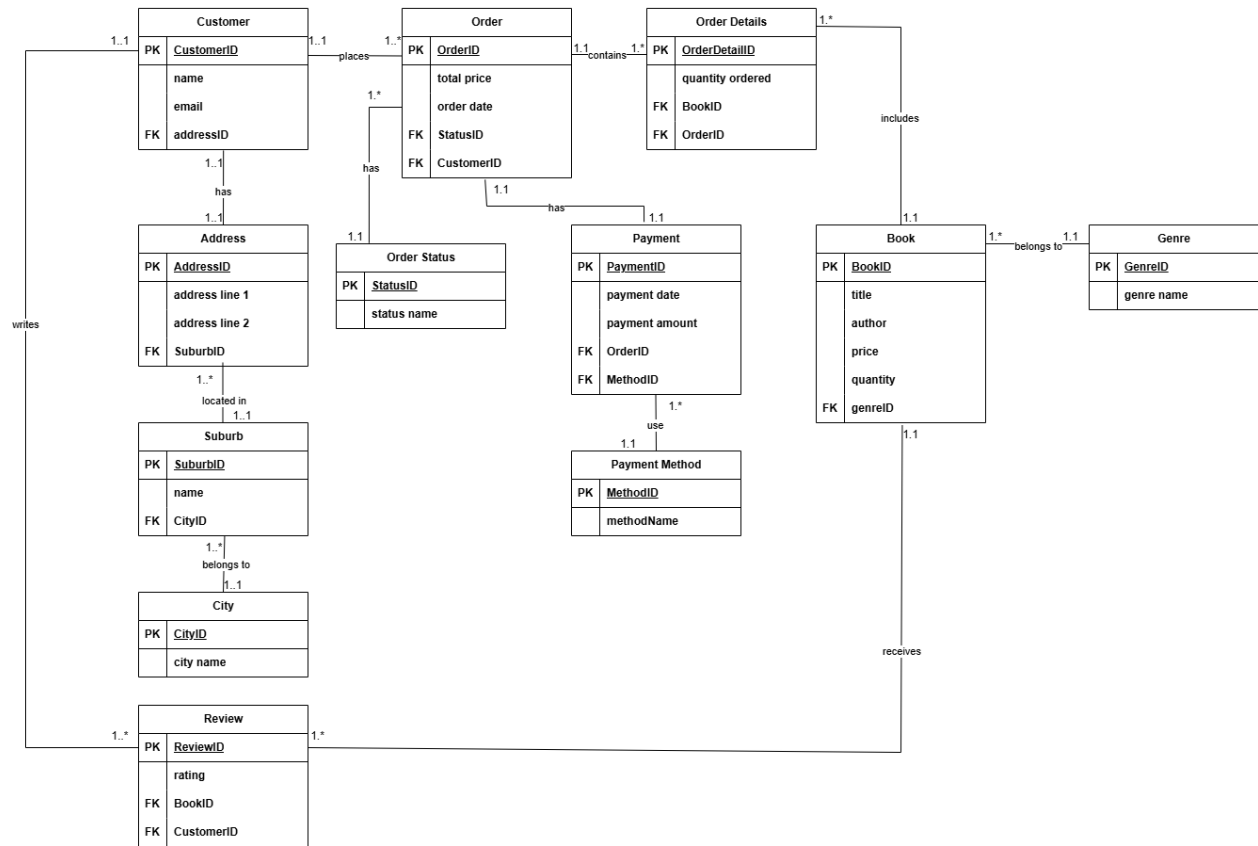 Customer
PK CustomerID
name
email
FK addressID
1..1
1..1
places
1..*
Order
PK OrderID
total price
order date
FK StatusID
FK CustomerID
1.1
contains
1.*
Order Details
PK OrderDetailID
quantity ordered
FK BookID
FK OrderID
1.*
includes
1.1
1..1
has
1..1
Address
PK AddressID
address line 1
address line 2
FK SuburbID
1.*
has
1.1
Order Status
PK StatusID
status name
1.1
has
1.1
Payment
PK PaymentID
payment date
payment amount
FK OrderID
FK MethodID
Book
PK BookID
title
author
price
quantity
FK genreID
1.*
belongs to
1.1
Genre
PK GenreID
genre name
writes
1..*
located in
1..1
Suburb
PK SuburbID
name
FK CityID
1.*
use
1.1
Payment Method
PK MethodID
methodName
1.1
1..*
belongs to
1..1
City
PK CityID
city name
receives
1..*
Review
PK ReviewID
rating
FK BookID
FK CustomerID
1.*